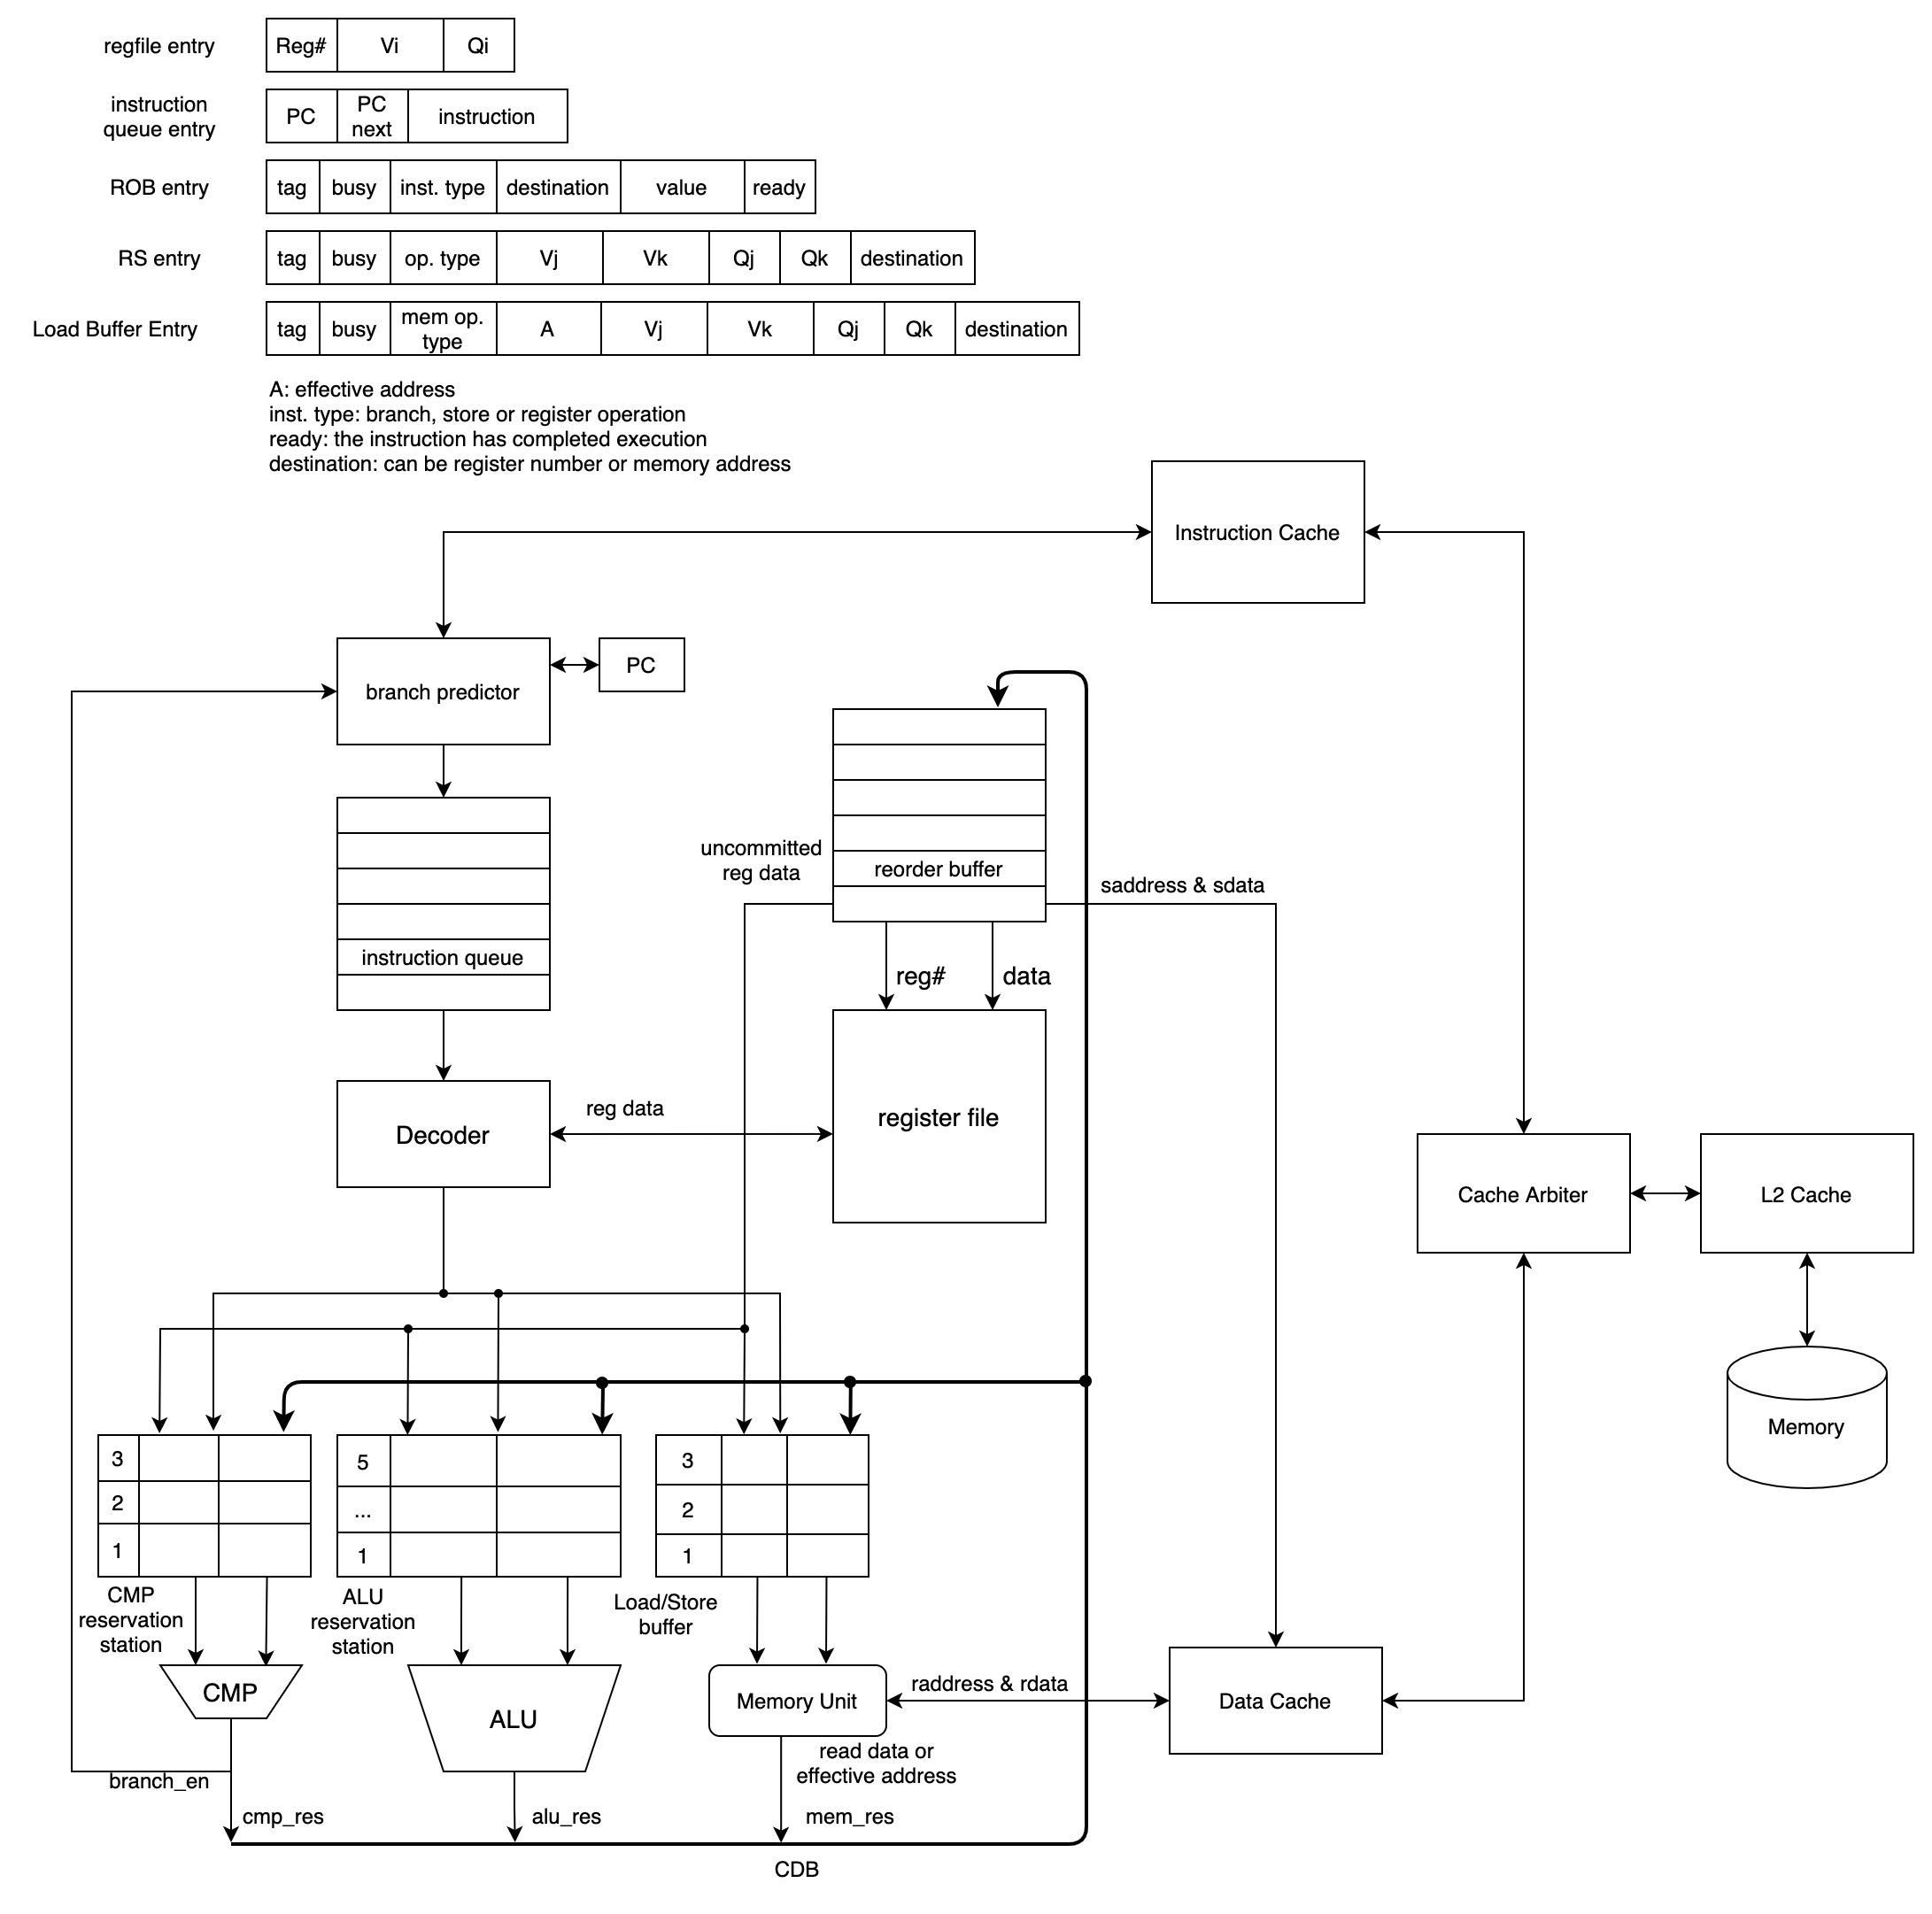 regfile entry
Reg#
Vi
Qi
instruction
queue entry
PC
PC
next
instruction
ROB entry
tag
busy
inst. type
destination
value
ready
RS entry
tag
busy
op. type
Vj
Vk
Qj
Qk
destination
Load Buffer Entry
tag
busy
mem op.
type
A
Vj
Vk
Qj
Qk
destination
A: effective address
inst. type: branch, store or register operation
ready: the instruction has completed execution
destination: can be register number or memory address
Instruction Cache
branch predictor
PC
uncommitted
reg data
reorder buffer
saddress & sdata
instruction queue
reg#
data
Decoder
reg data
register file
Cache Arbiter
L2 Cache
Memory
3
2
1
5
...
1
3
2
1
CMP
reservation
station
ALU
reservation
station
Load/Store
buffer
CMP
ALU
Memory Unit
raddress & rdata
Data Cache
read data or
effective address
branch_en
cmp_res
alu_res
mem_res
CDB